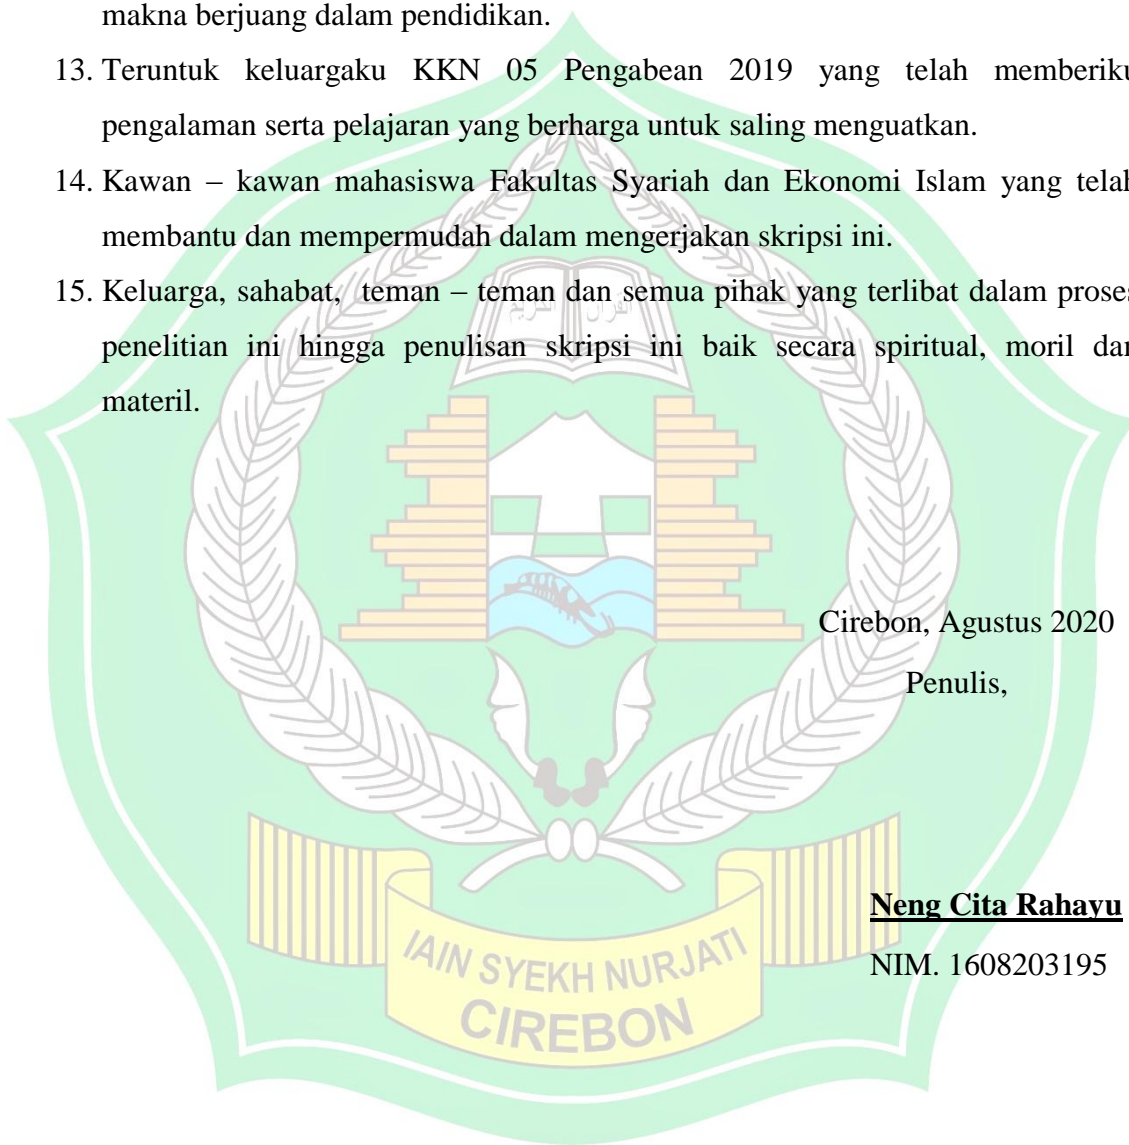 makna berjuang dalam pendidikan.
13. Teruntuk keluargaku KKN 05 Pengabean 2019 yang telah memberiku
pengalaman serta pelajaran yang berharga untuk saling menguatkan.
14. Kawan – kawan mahasiswa Fakultas Syariah dan Ekonomi Islam yang telah
membantu dan mempermudah dalam mengerjakan skripsi ini.
15. Keluarga, sahabat, teman – teman dan semua pihak yang terlibat dalam proses
penelitian ini hingga penulisan skripsi ini baik secara spiritual, moril dan
materil.
Cirebon, Agustus 2020
Penulis,
Neng Cita Rahayu
NIM. 1608203195
IAIN SYEKH NURJATI
CIREBON